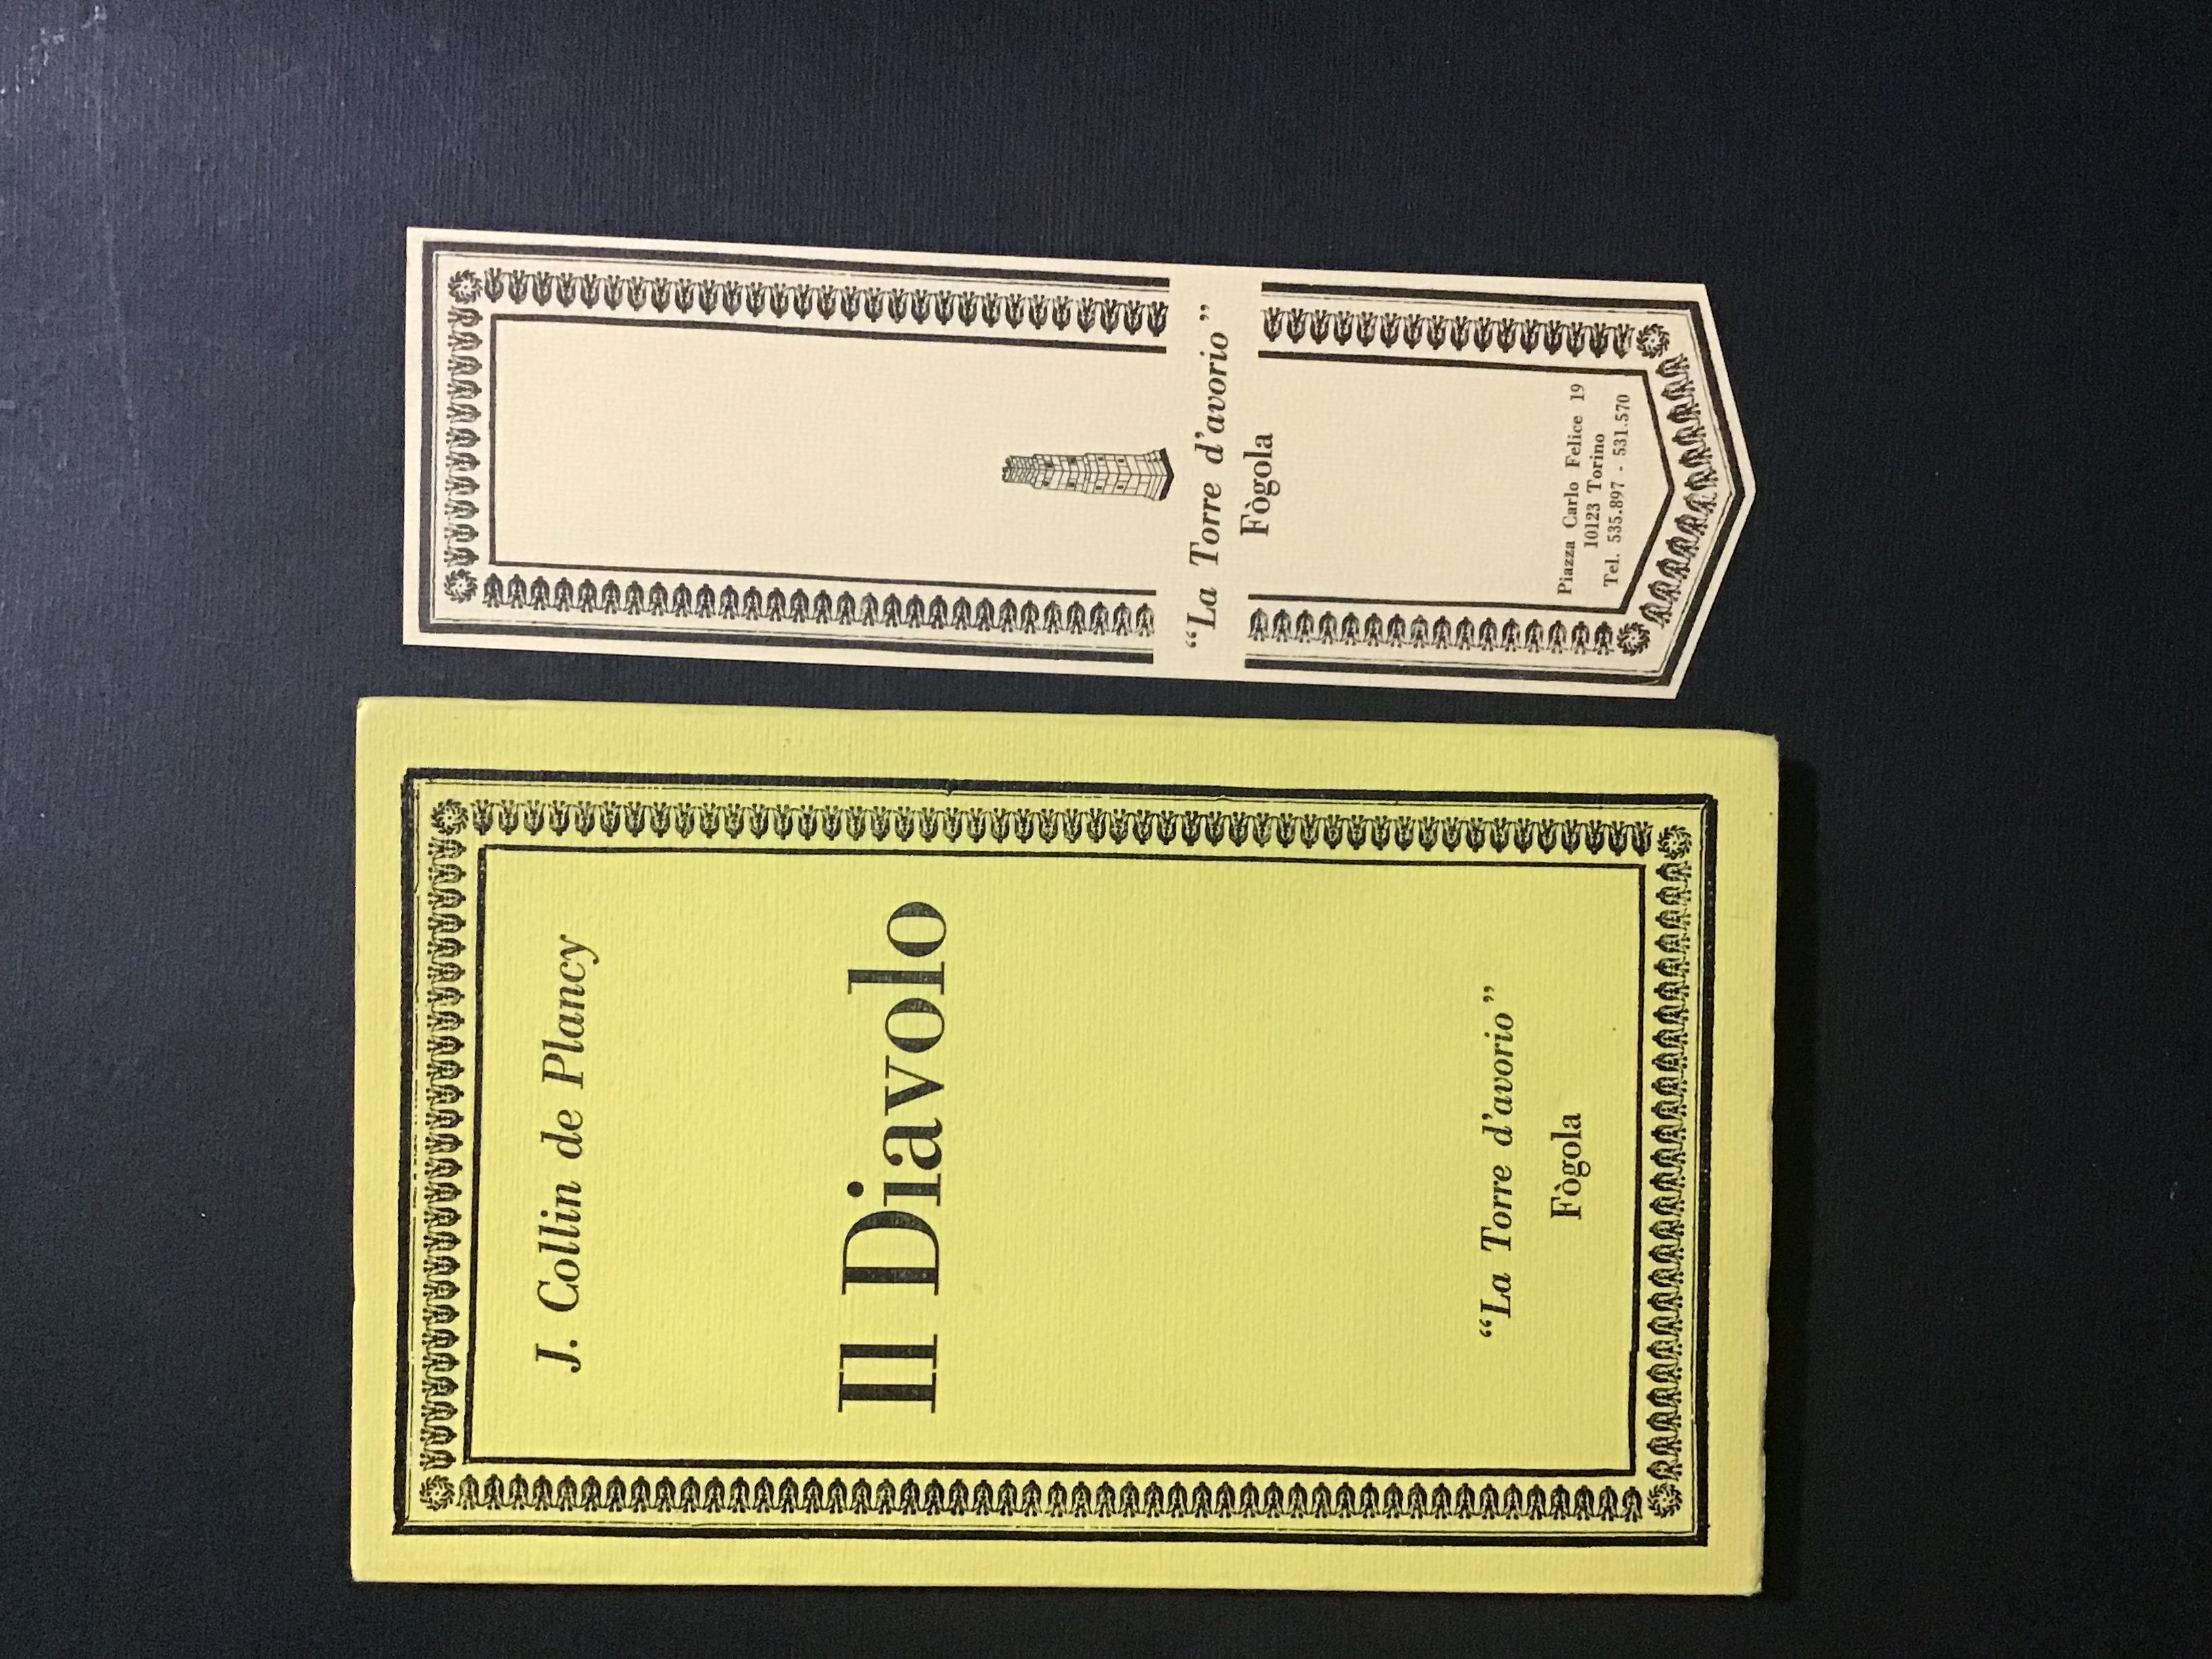 J. Collin de Plancy
Il Diavolo
“La Torre d'avorio”
Fògola
“La Torre d'avorio”
Fògola
Piazza Carlo Felice 19
10123 Torino
Tel. 535.897 - 531.570